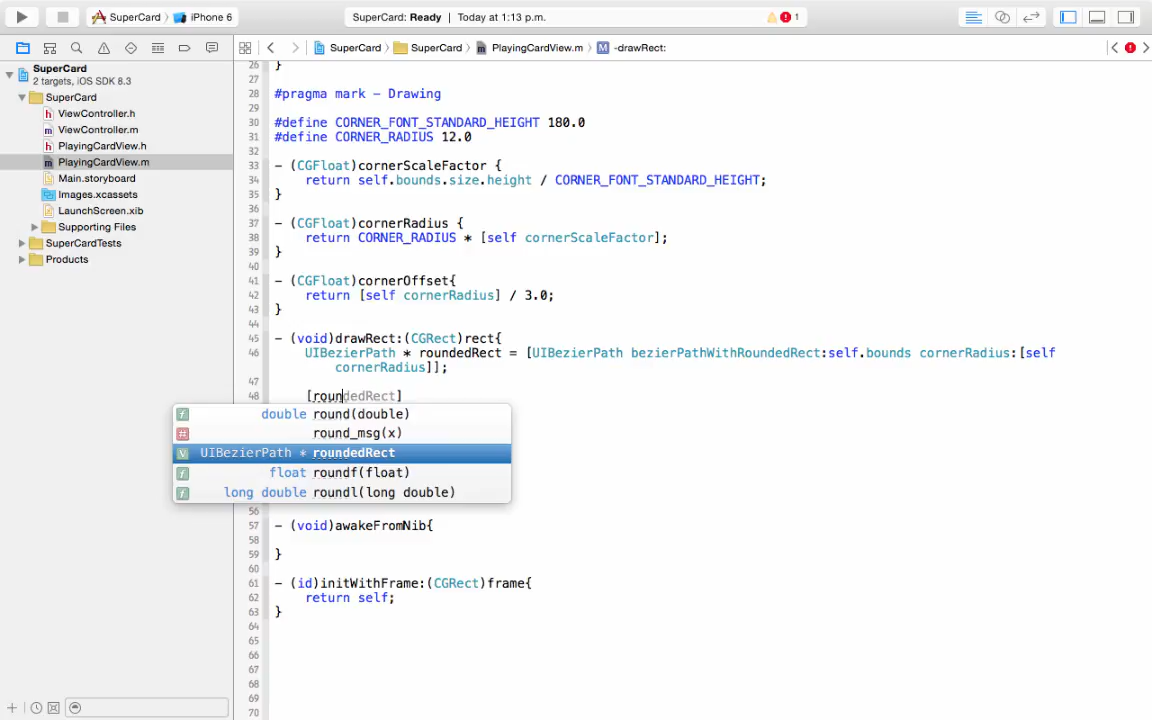 SuperCard
iPhone 6
SuperCard: Ready | Today at 1:13 p.m.
1
SuperCard
SuperCard
PlayingCardView.m
M -drawRect:
SuperCard
2 targets, iOS SDK 8.3
SuperCard
h ViewController.h
m ViewController.m
h PlayingCardView.h
m PlayingCardView.m
Main.storyboard
Images.xcassets
LaunchScreen.xib
Supporting Files
SuperCardTests
Products
26 }
27
28 #pragma mark - Drawing
29
30 #define CORNER_FONT_STANDARD_HEIGHT 180.0
31 #define CORNER_RADIUS 12.0
32
33 - (CGFloat)cornerScaleFactor {
34 return self.bounds.size.height / CORNER_FONT_STANDARD_HEIGHT;
35 }
36
37 - (CGFloat)cornerRadius {
38 return CORNER_RADIUS * [self cornerScaleFactor];
39 }
40
41 - (CGFloat)cornerOffset{
42 return [self cornerRadius] / 3.0;
43 }
44
45 - (void)drawRect:(CGRect)rect{
46 UIBezierPath * roundedRect = [UIBezierPath bezierPathWithRoundedRect:self.bounds cornerRadius:[self
cornerRadius]];
47
48 [roundedRect]
f double round(double)
# round_msg(x)
V UIBezierPath * roundedRect
f float roundf(float)
f long double roundl(long double)
56
57 - (void)awakeFromNib{
58
59 }
60
61 - (id)initWithFrame:(CGRect)frame{
62 return self;
63 }
64
65
66
67
68
69
70